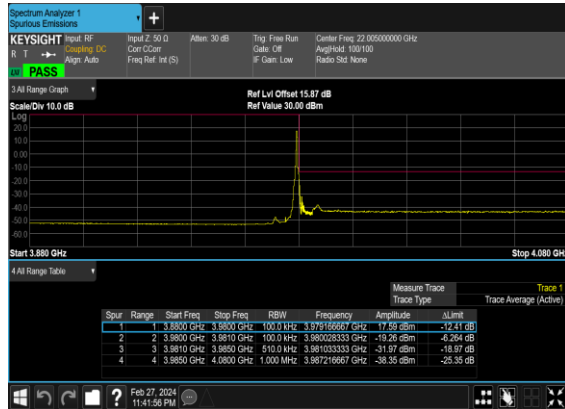 Spectrum Analyzer 1
Spurious Emissions
KEYSIGHT
R T
LW PASS
Input: RF
Coupling: DC
Align: Auto
Input Z: 50 Ω
Corr CCorr
Freq Ref: Int (S)
Atten: 30 dB
Trig: Free Run
Gate: Off
IF Gain: Low
Center Freq: 22.005000000 GHz
Avg|Hold: 100/100
Radio Std: None
3 All Range Graph
Scale/Div 10.0 dB
Ref Lvl Offset 15.87 dB
Ref Value 30.00 dBm
Log
20.0
10.0
0.00
-10.0
-20.0
-30.0
-40.0
-50.0
-60.0
Start 3.880 GHz
Stop 4.080 GH
4 All Range Table
Measure Trace Trace 1
Trace Type Trace Average (Active)
Spur Range Start Freq Stop Freq RBW Frequency Amplitude ΔLimit
1 1 3.8800 GHz 3.9800 GHz 100.0 kHz 3.979166667 GHz 17.59 dBm -12.41 dB
2 2 3.9800 GHz 3.9810 GHz 100.0 kHz 3.980028333 GHz -19.26 dBm -6.264 dB
3 3 3.9810 GHz 3.9850 GHz 510.0 kHz 3.981033333 GHz -31.97 dBm -18.97 dB
4 4 3.9850 GHz 4.0800 GHz 1.000 MHz 3.987216667 GHz -38.35 dBm -25.35 dB
?
Feb 27, 2024
11:41:56 PM